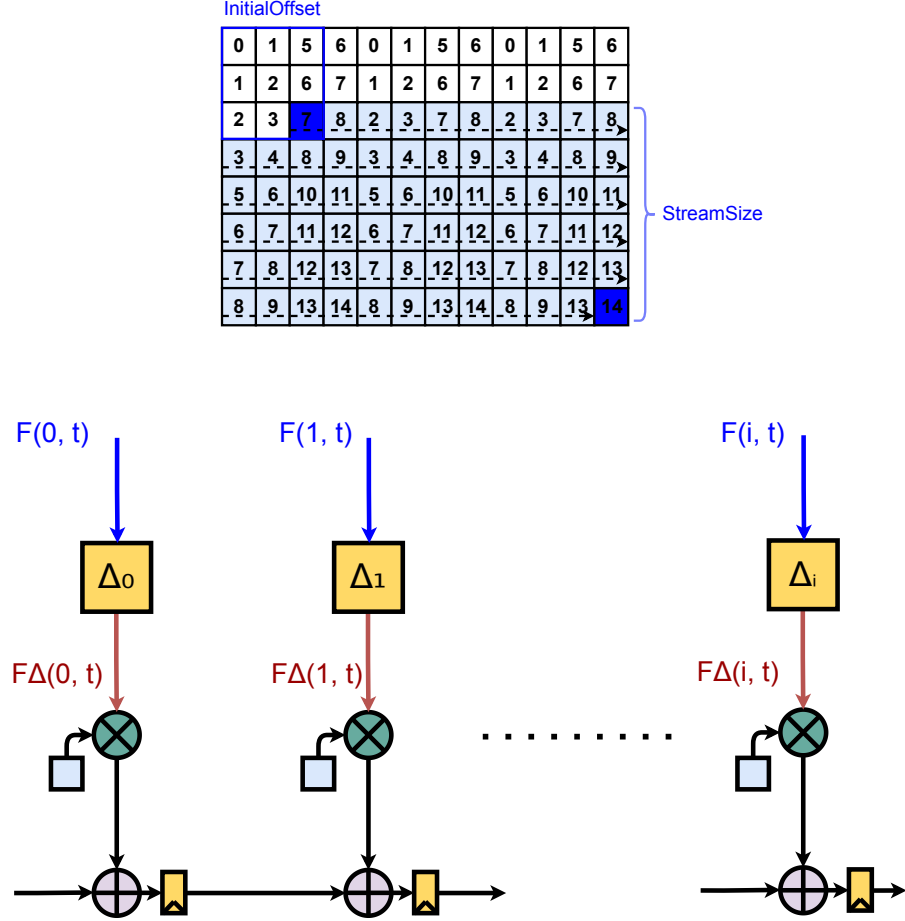 InitialOffset
0 1 5 6 0 1 5 6 0 1 5 6
1 2 6 7 1 2 6 7 1 2 6 7
2 3 7 8 2 3 7 8 2 3 7 8
3 4 8 9 3 4 8 9 3 4 8 9
5 6 10 11 5 6 10 11 5 6 10 11
StreamSize
6 7 11 12 6 7 11 12 6 7 11 12
7 8 12 13 7 8 12 13 7 8 12 13
8 9 13 14 8 9 13 14 8 9 13 14
F(0, t) F(1, t) F(i, t)
Δ₀ Δ₁ Δᵢ
FΔ(0, t) FΔ(1, t) FΔ(i, t)